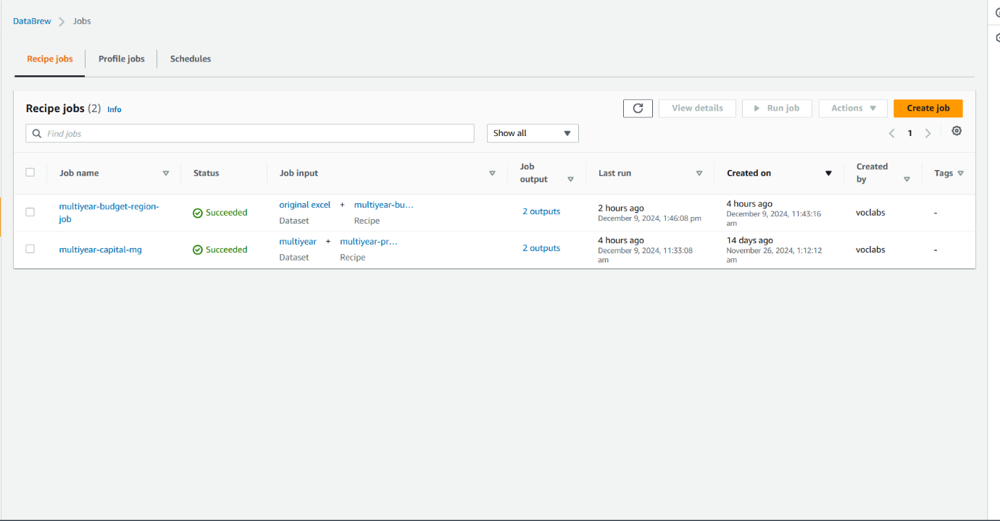 DataBrew Jobs
Recipe jobs Profile jobs Schedules
Recipe jobs (2) Info
View details Run job Actions Create job
Find jobs Show all 1
Job name Status Job input Job output Last run Created on Created by Tags
multiyear-budget-region-job
Succeeded
original excel + multiyear-bu...
Dataset Recipe
2 outputs
2 hours ago
December 9, 2024, 1:46:08 pm
4 hours ago
December 9, 2024, 11:43:16
am
voclabs
-
multiyear-capital-mg
Succeeded
multiyear + multiyear-pr...
Dataset Recipe
2 outputs
4 hours ago
December 9, 2024, 11:33:08
am
14 days ago
November 26, 2024, 1:12:12
am
voclabs
-